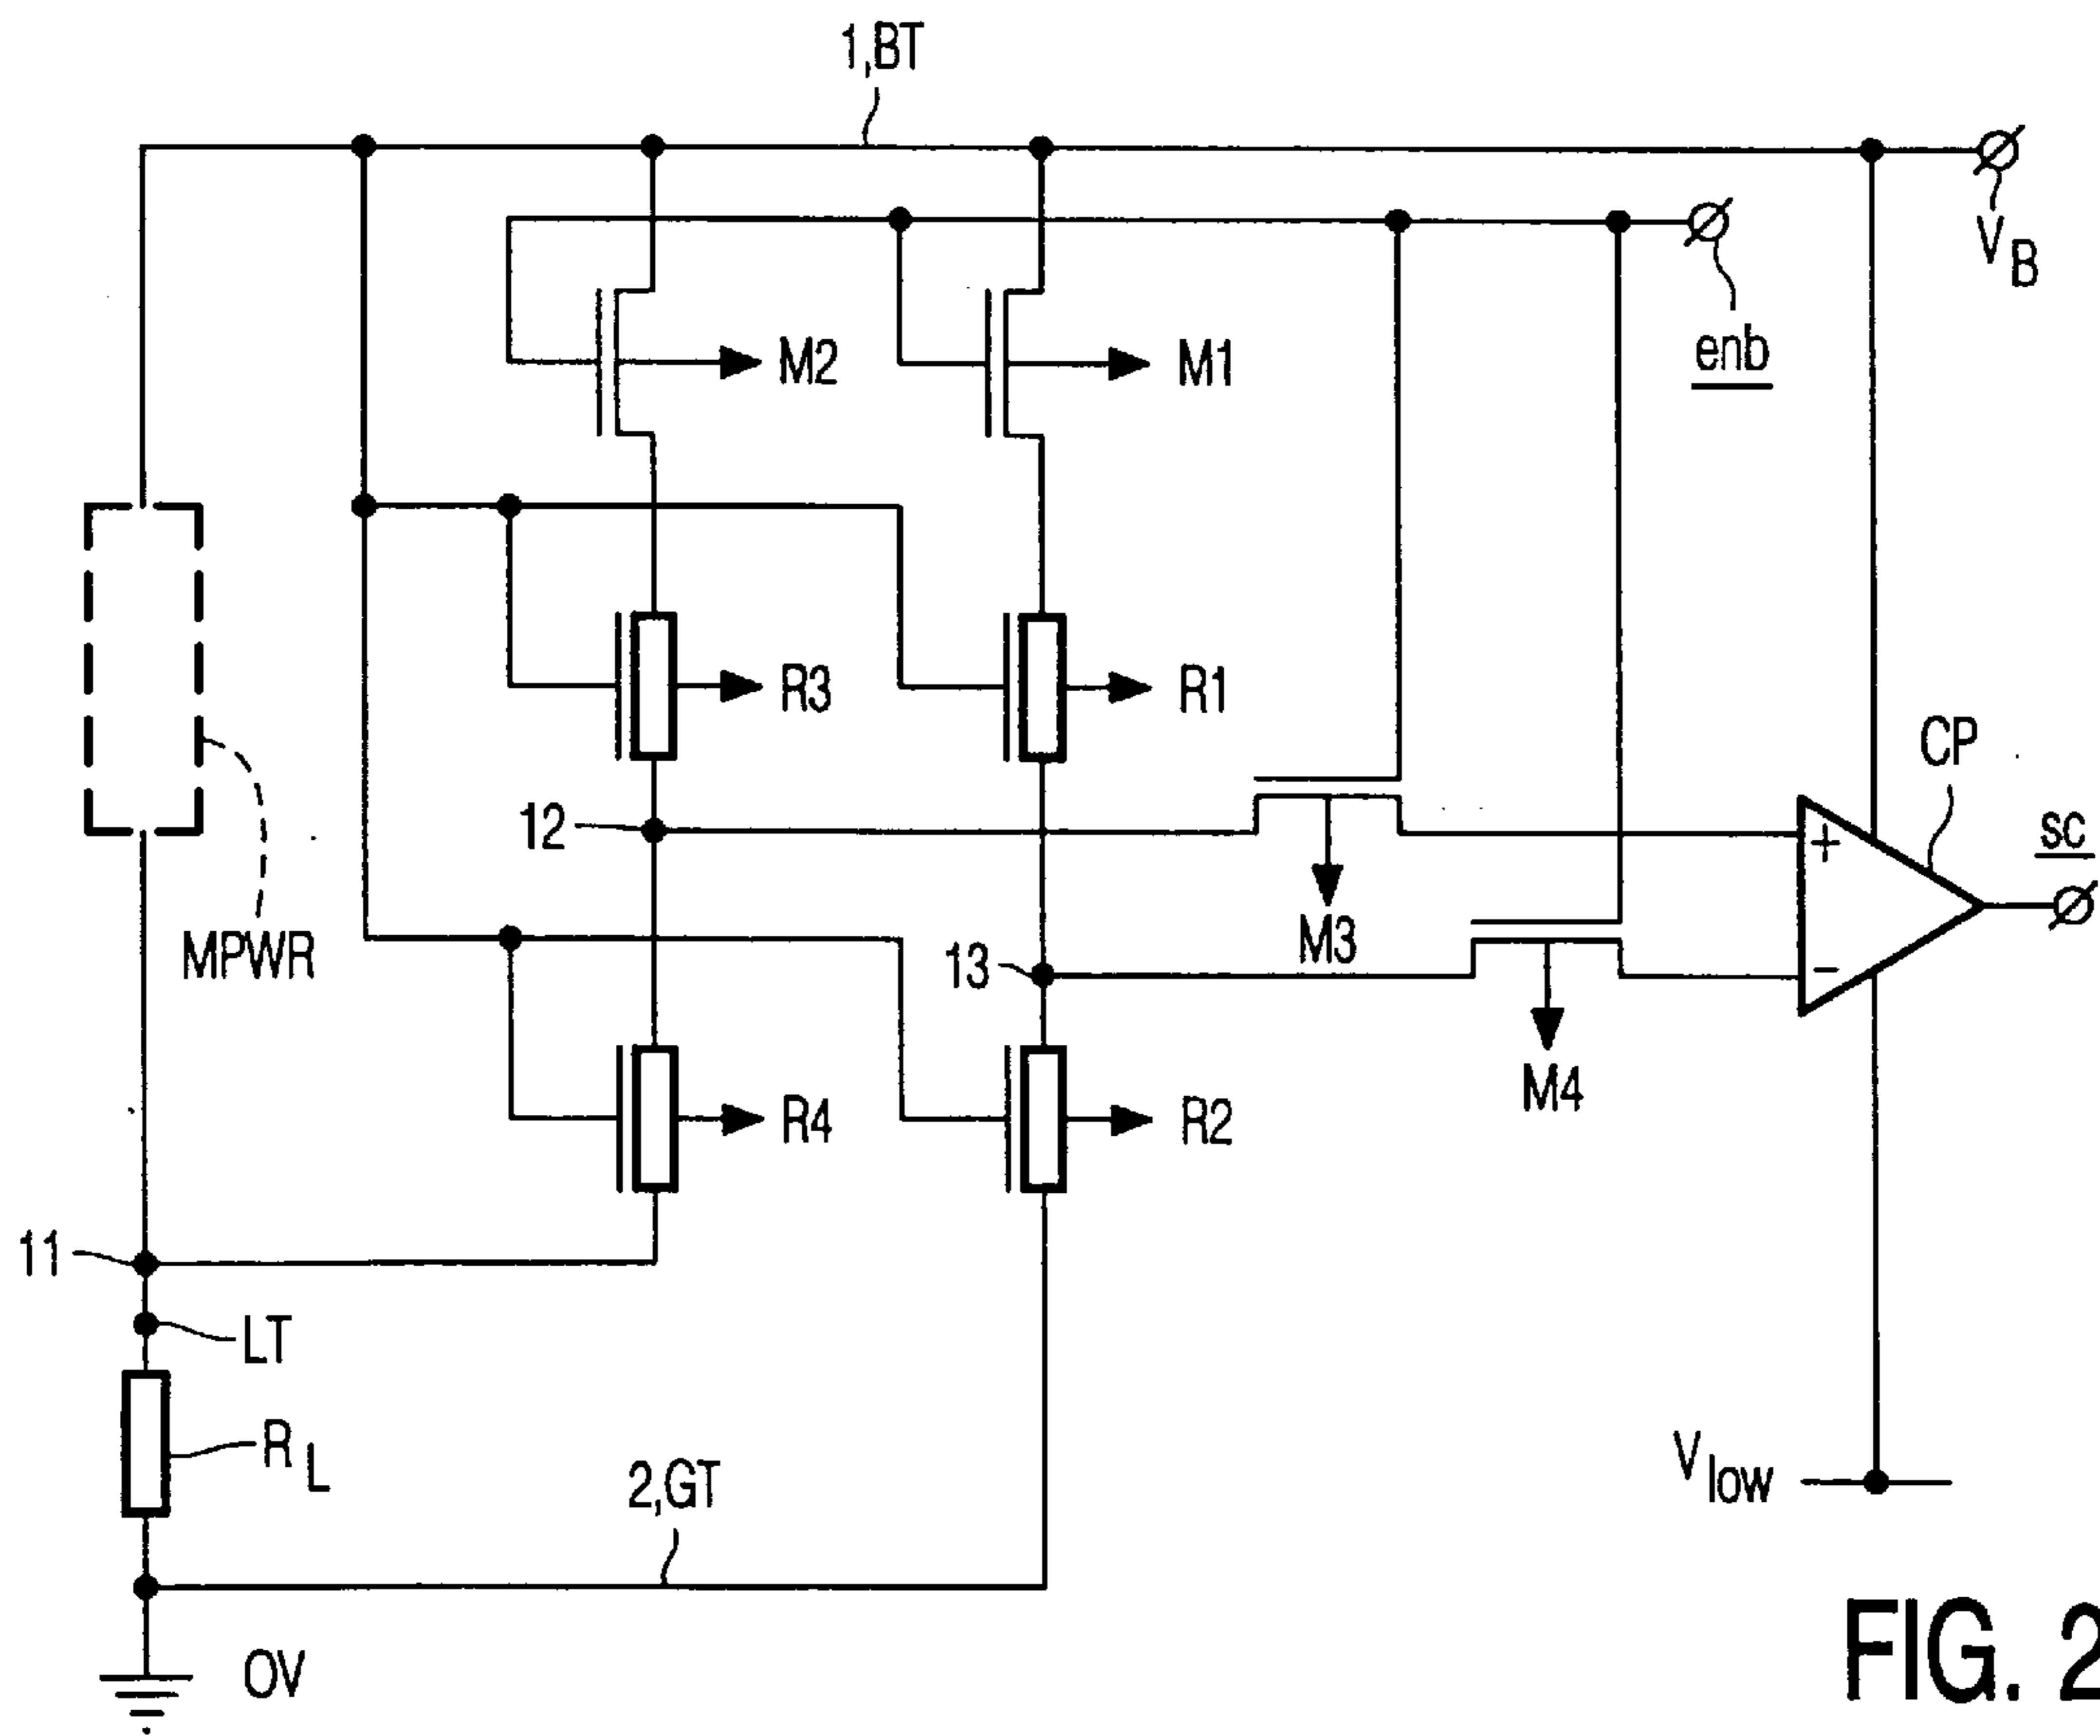 1,BT
V B
enb
M2
M1
R3
R1
CP
12
sc
+
M3
MPWR
13
−
M4
R4
R2
11
LT
R L
V low
2,GT
OV
FIG. 2